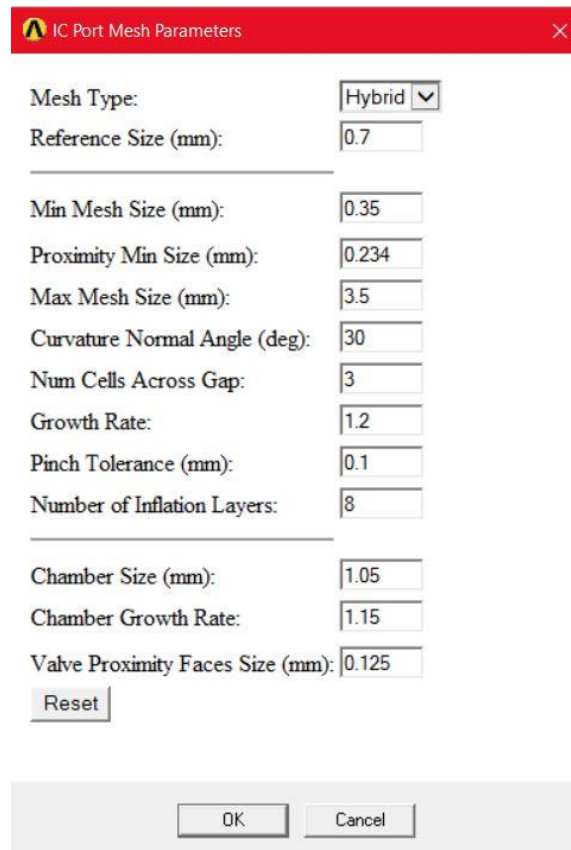 IC Port Mesh Parameters
Mesh Type: Hybrid
Reference Size (mm): 0.7
Min Mesh Size (mm): 0.35
Proximity Min Size (mm): 0.234
Max Mesh Size (mm): 3.5
Curvature Normal Angle (deg): 30
Num Cells Across Gap: 3
Growth Rate: 1.2
Pinch Tolerance (mm): 0.1
Number of Inflation Layers: 8
Chamber Size (mm): 1.05
Chamber Growth Rate: 1.15
Valve Proximity Faces Size (mm): 0.125
Reset
OK Cancel